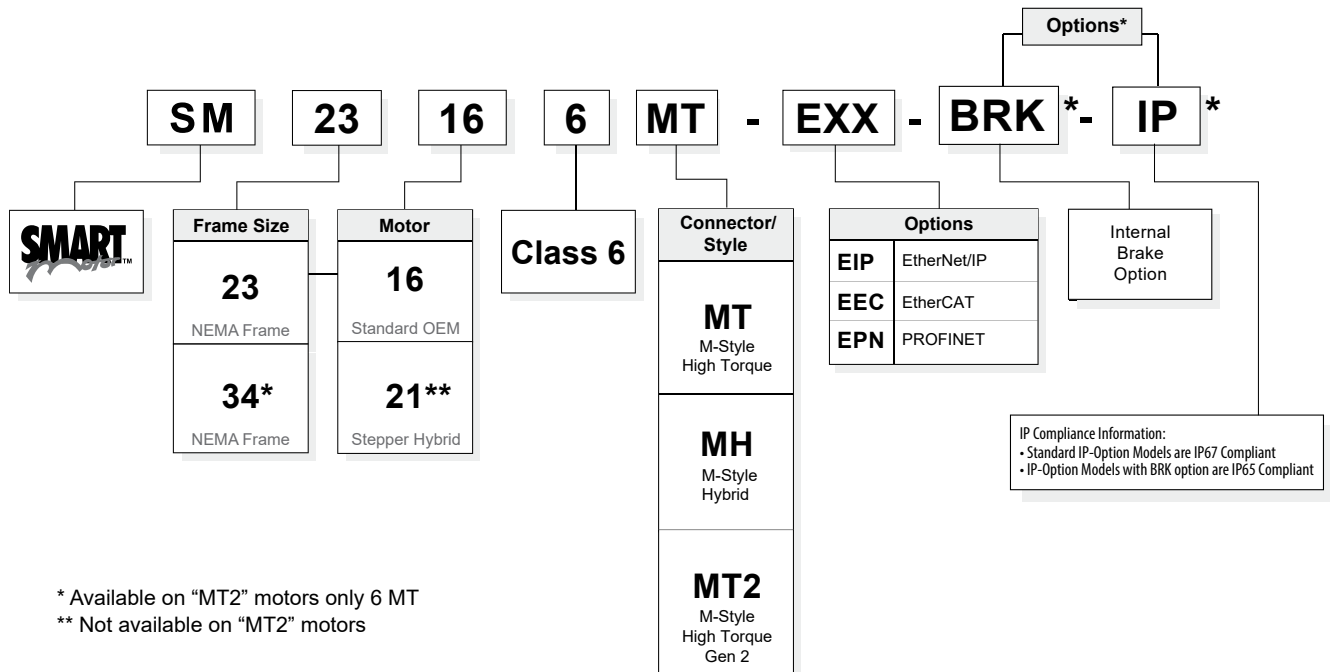 Options*
SM 23 16 6 MT - EXX - BRK *- IP *
SMART
Motor™
Frame Size
23
NEMA Frame
34*
NEMA Frame
Motor
16
Standard OEM
21**
Stepper Hybrid
Class 6
Connector/
Style
MT
M-Style
High Torque
MH
M-Style
Hybrid
MT2
M-Style
High Torque
Gen 2
Options
EIP EtherNet/IP
EEC EtherCAT
EPN PROFINET
Internal
Brake
Option
IP Compliance Information:
• Standard IP-Option Models are IP67 Compliant
• IP-Option Models with BRK option are IP65 Compliant
* Available on “MT2” motors only 6 MT
** Not available on “MT2” motors